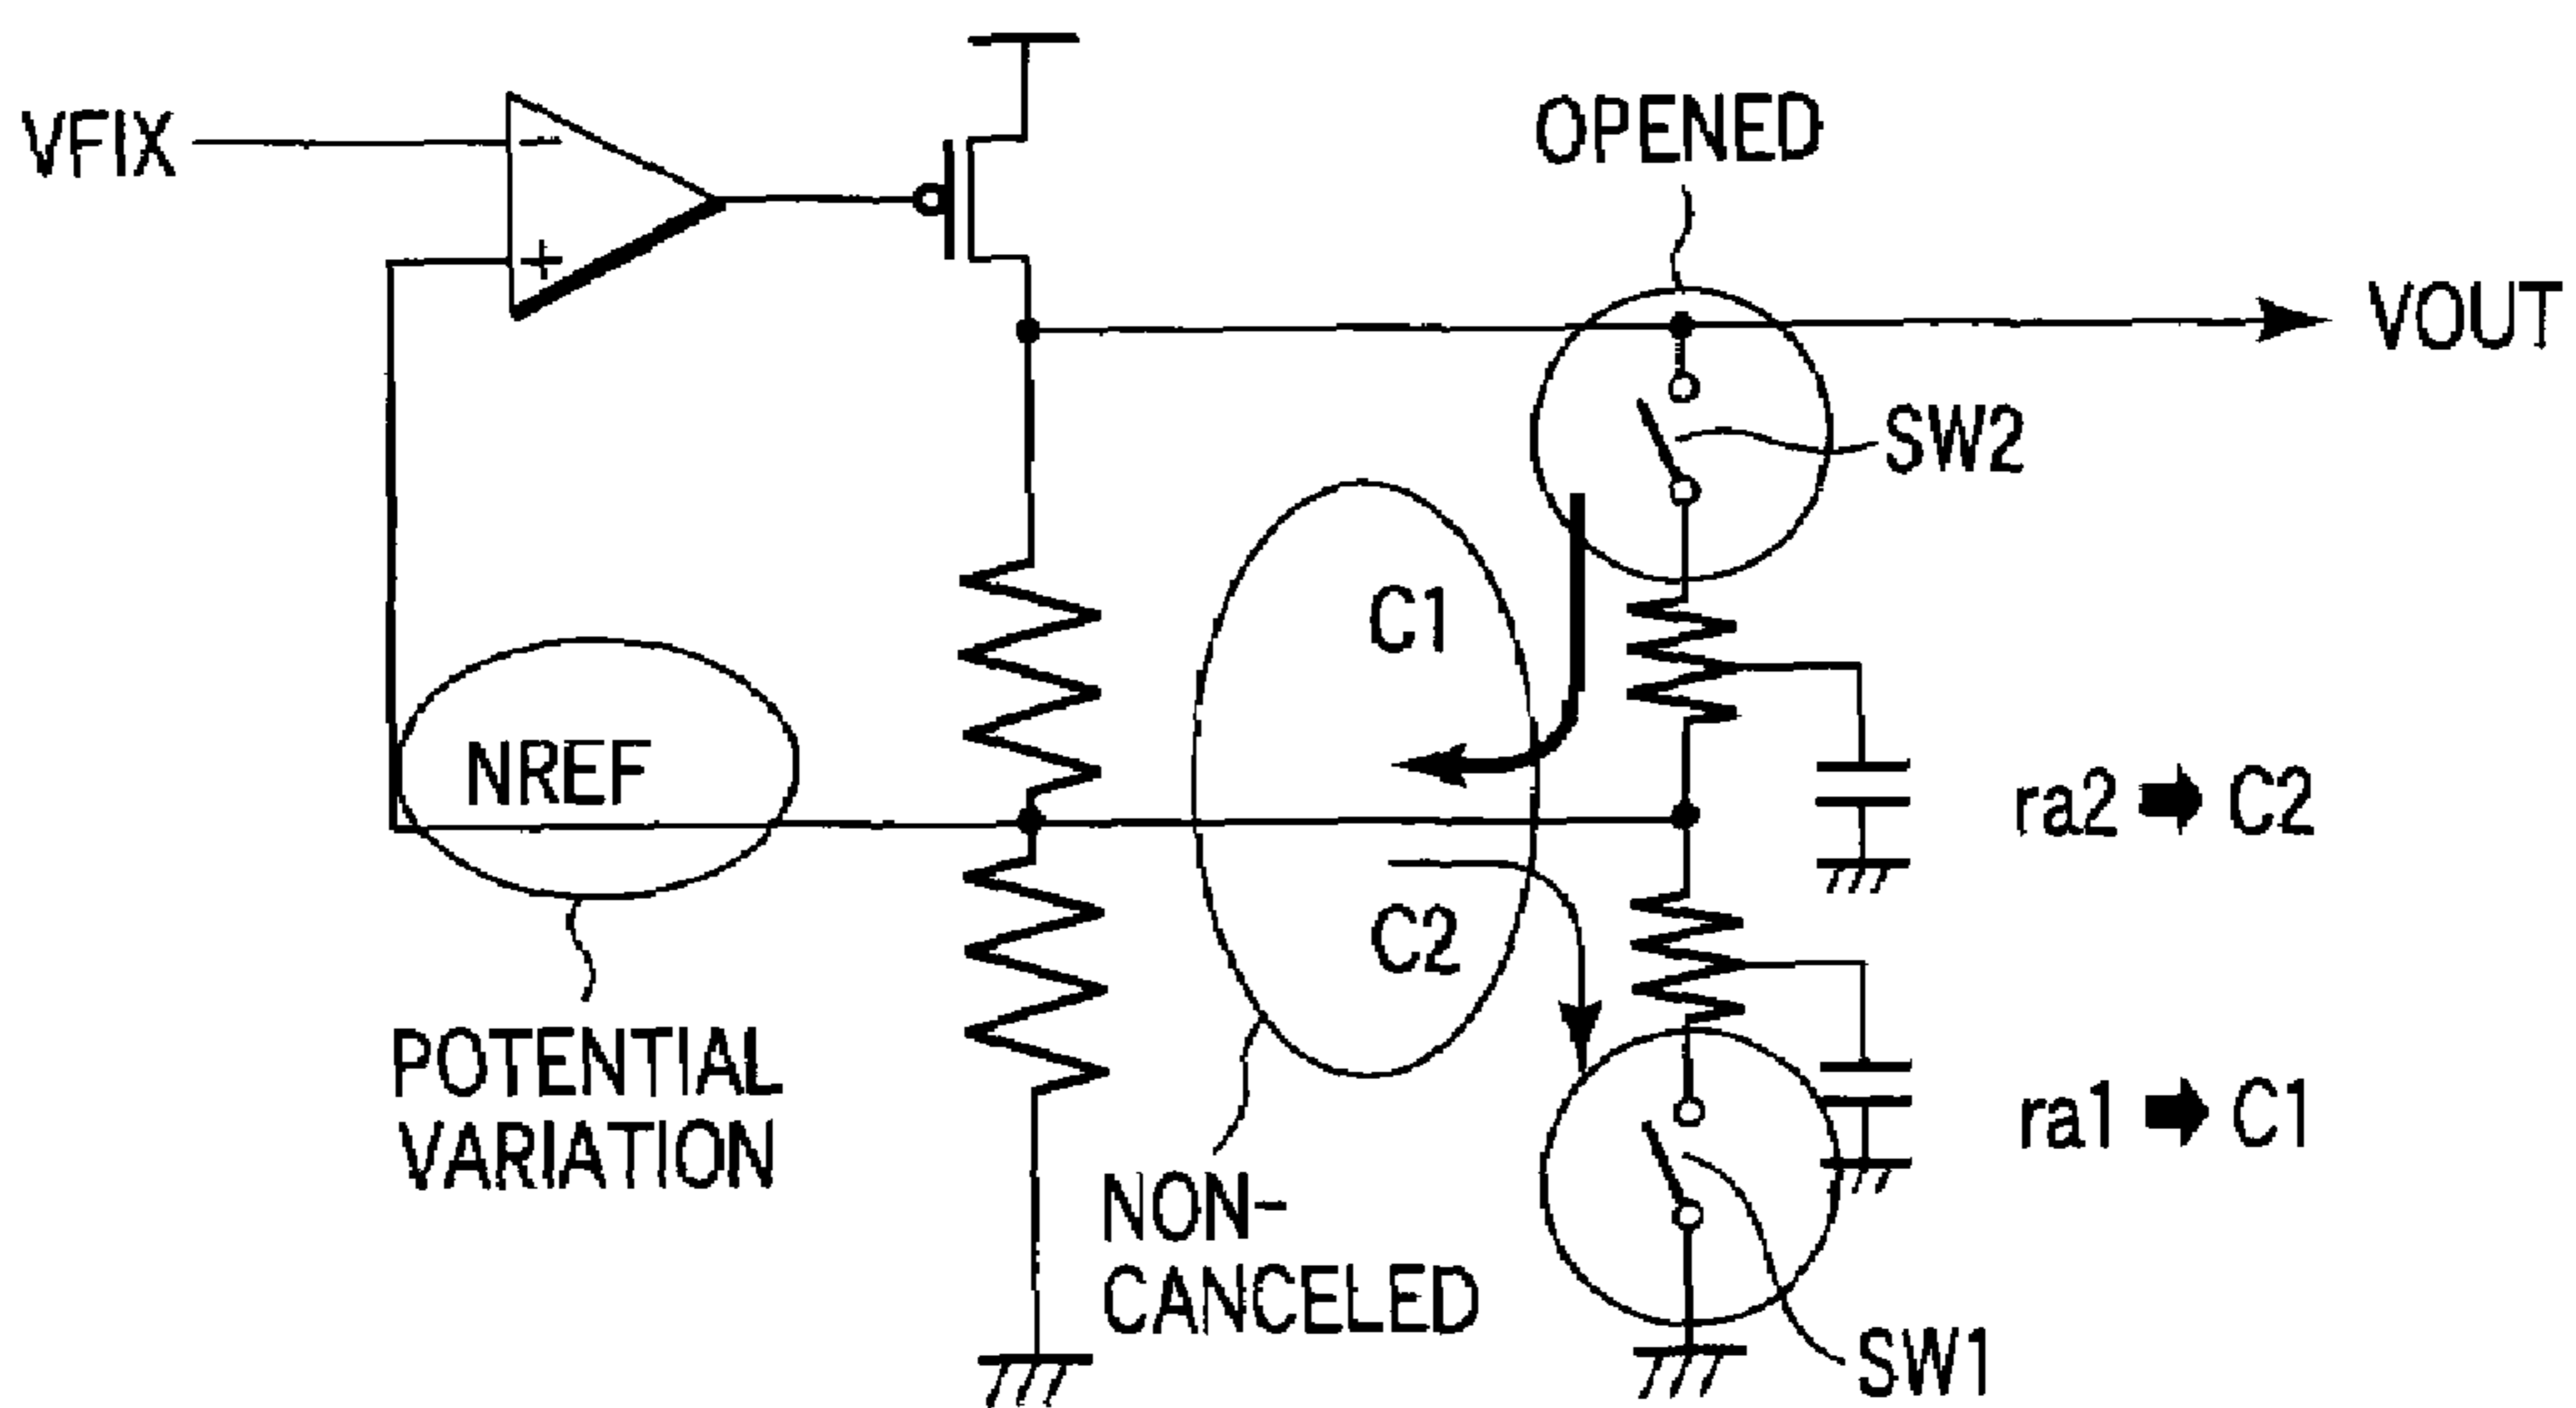 VFIX
OPENED
VOUT
SW2
C1
NREF
ra2 ➡ C2
C2
POTENTIAL
VARIATION
ra1 ➡ C1
NON-
CANCELED
SW1